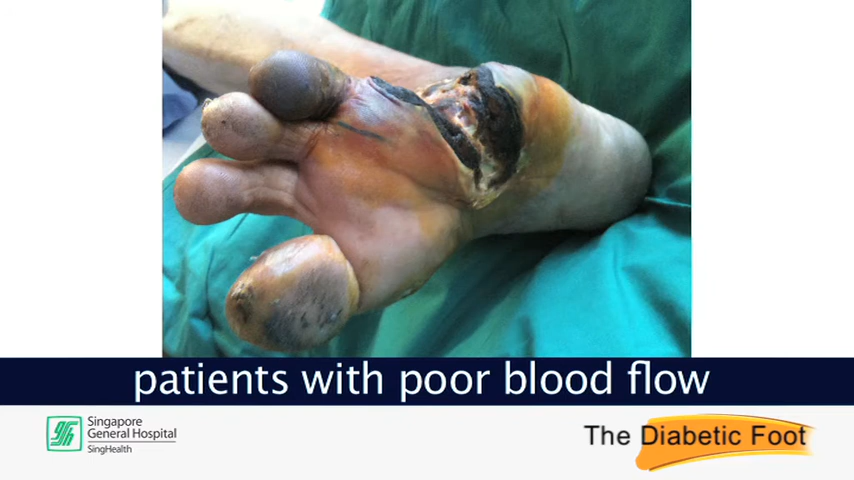 patients with poor blood flow
Singapore
General Hospital
SingHealth
The Diabetic Foot